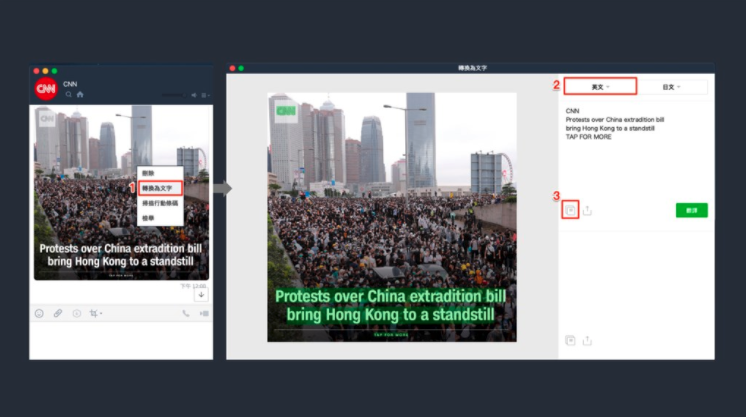 CNN
CNN
刪除
1
轉換為文字
掃描行動條碼
檢舉
Protests over China extradition bill
bring Hong Kong to a standstill
TAP FOR MORE
下午 12:00
轉換為文字
CNN
Protests over China extradition bill
bring Hong Kong to a standstill
TAP FOR MORE
2
英文
日文
CNN
Protests over China extradition bill
bring Hong Kong to a standstill
TAP FOR MORE
3
翻譯